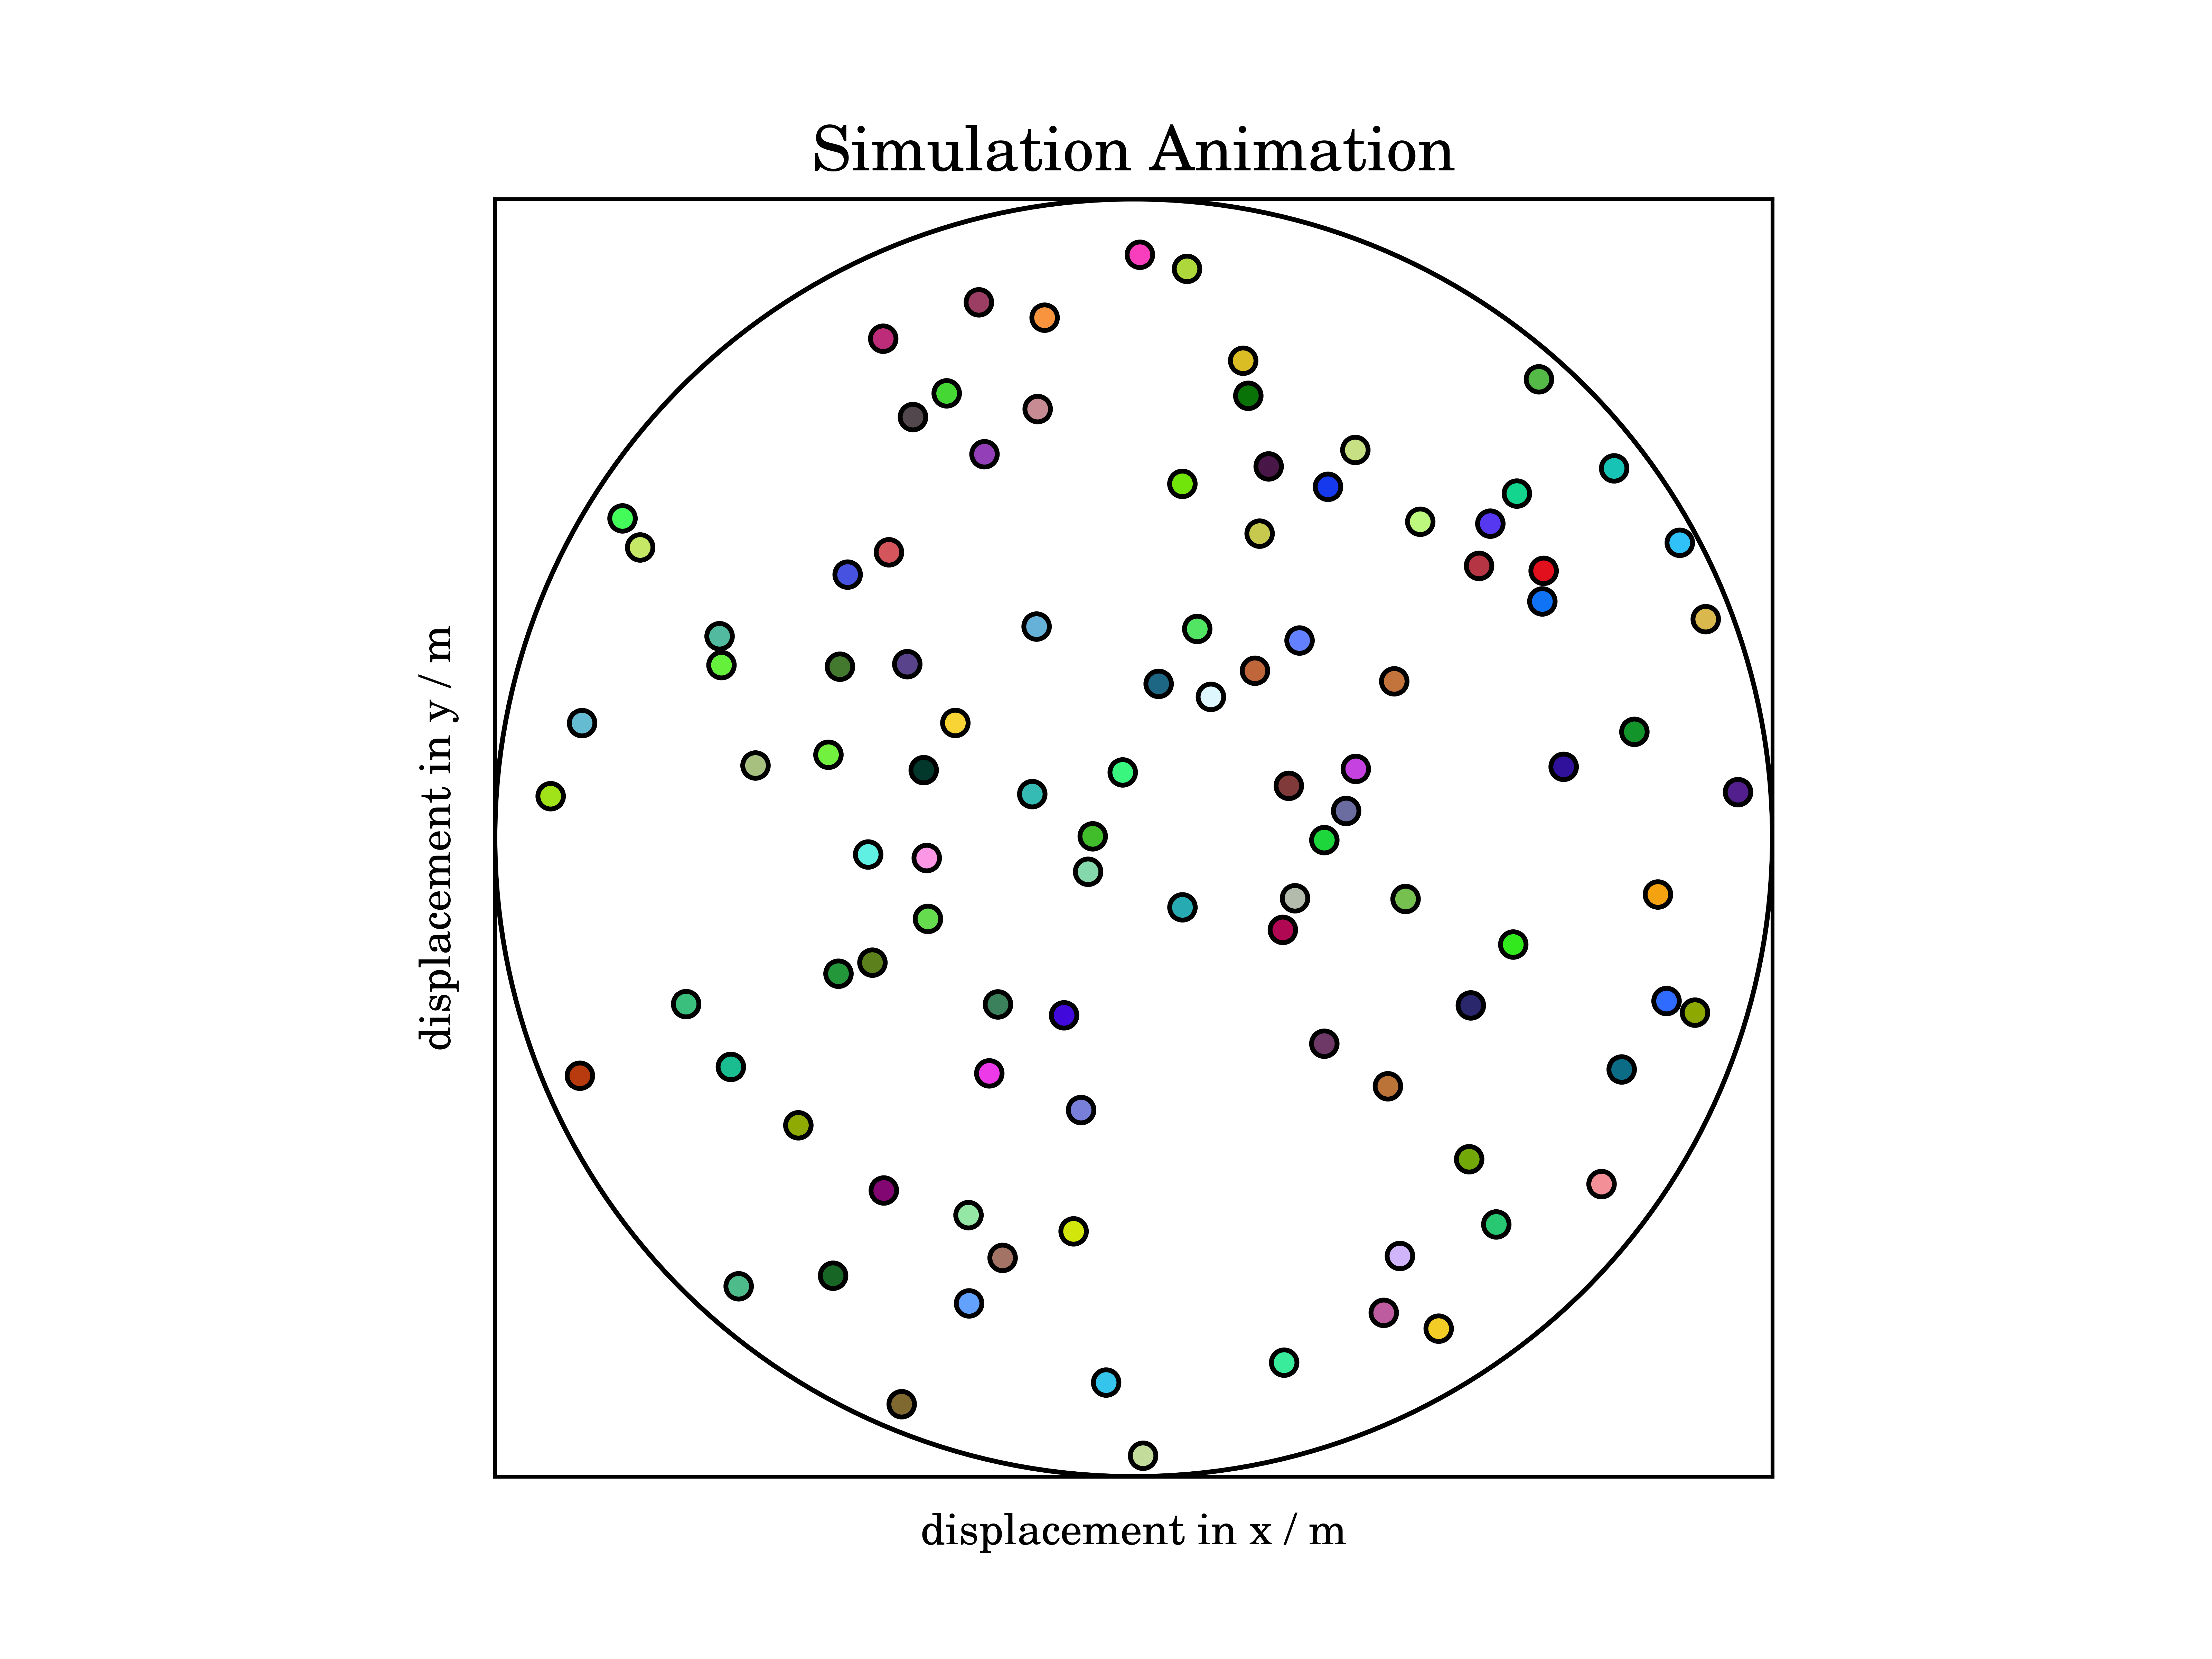 Simulation Animation
displacement in y / m
displacement in x / m